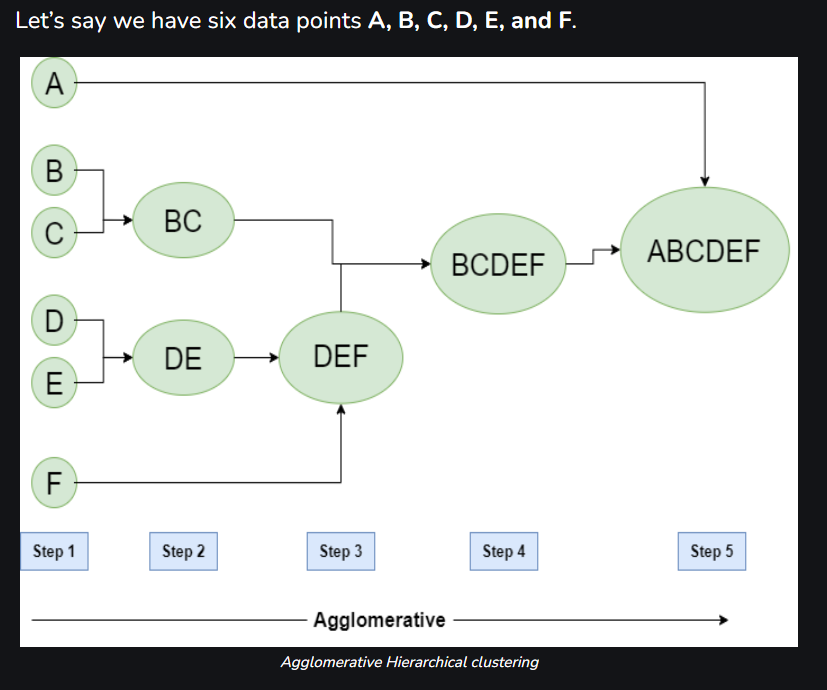 Let’s say we have six data points A, B, C, D, E, and F.
A
B
C
BC
D
E
DE
DEF
F
BCDEF
ABCDEF
Step 1
Step 2
Step 3
Step 4
Step 5
Agglomerative
Agglomerative Hierarchical clustering